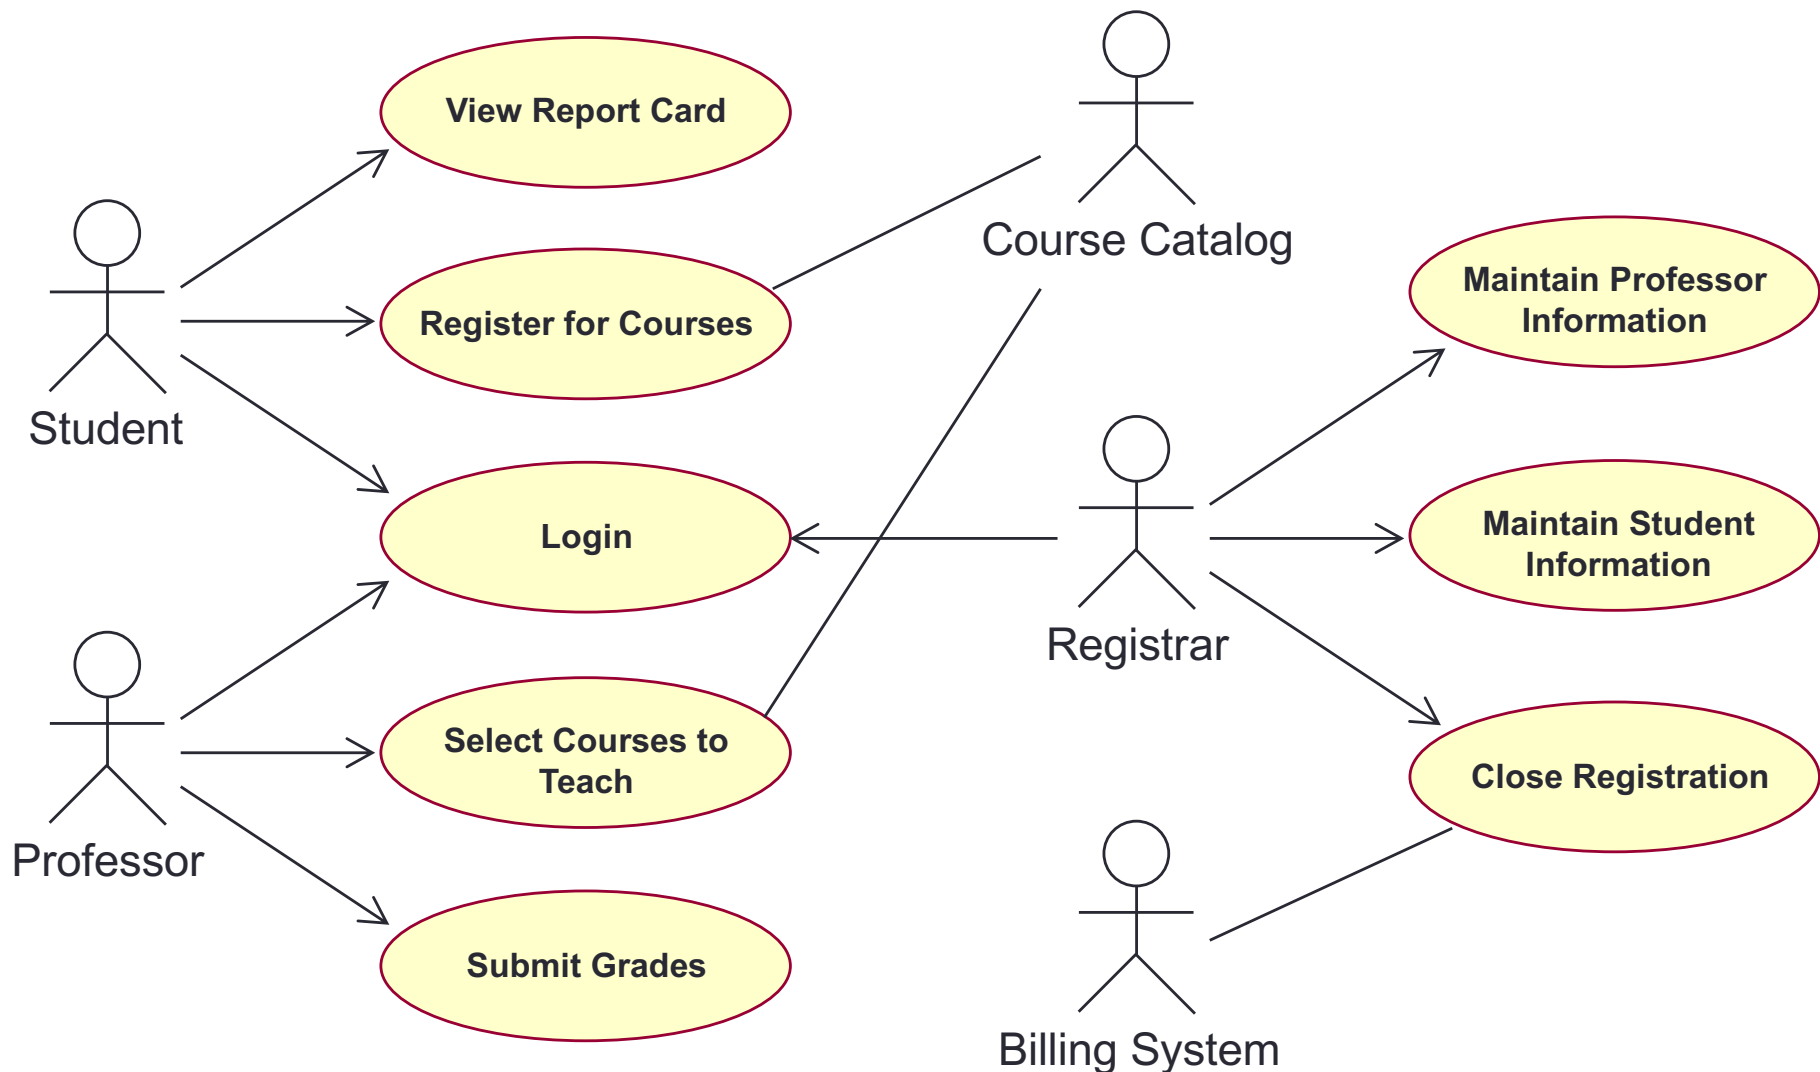 View Report Card
Course Catalog
Maintain Professor
Information
Register for Courses
Student
Login
Maintain Student
Information
Registrar
Select Courses to
Teach
Close Registration
Professor
Submit Grades
Billing System